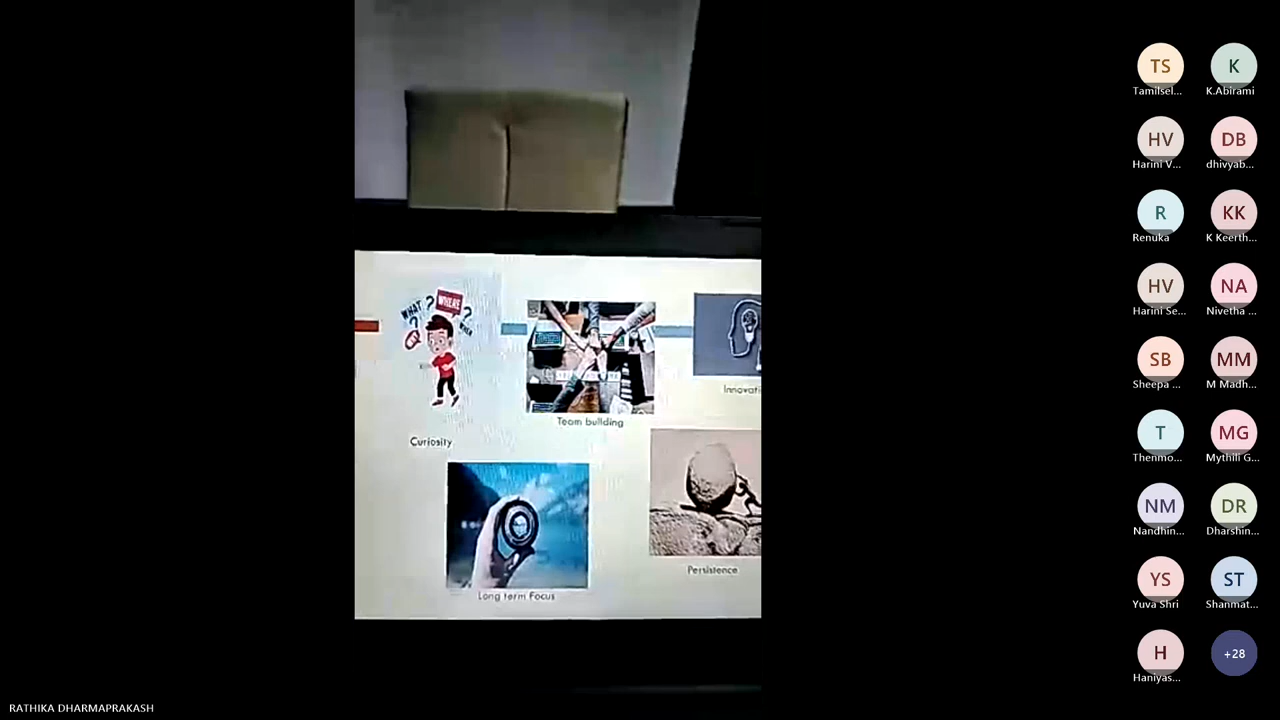 WHAT ?
WHERE
?
?
WHEN
Curiosity
Team building
Innovati
Long term Focus
Persistence
TS
Tamilsel...
K
K.Abirami
HV
Harini V...
DB
dhivyab...
R
Renuka
KK
K Keerth...
HV
Harini Se...
NA
Nivetha ...
SB
Sheepa ...
MM
M Madh...
T
Thenmo...
MG
Mythili G...
NM
Nandhin...
DR
Dharshin...
YS
Yuva Shri
ST
Shanmat...
H
Haniyas...
+28
RATHIKA DHARMAPRAKASH